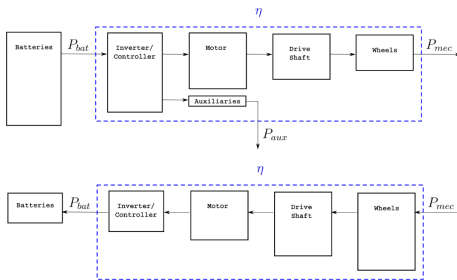 η
Batteries
P_bat
Inverter/
Controller
Motor
Drive
Shaft
Wheels
P_mec
Auxiliaries
P_aux
η
Batteries
P_bat
Inverter/
Controller
Motor
Drive
Shaft
Wheels
P_mec